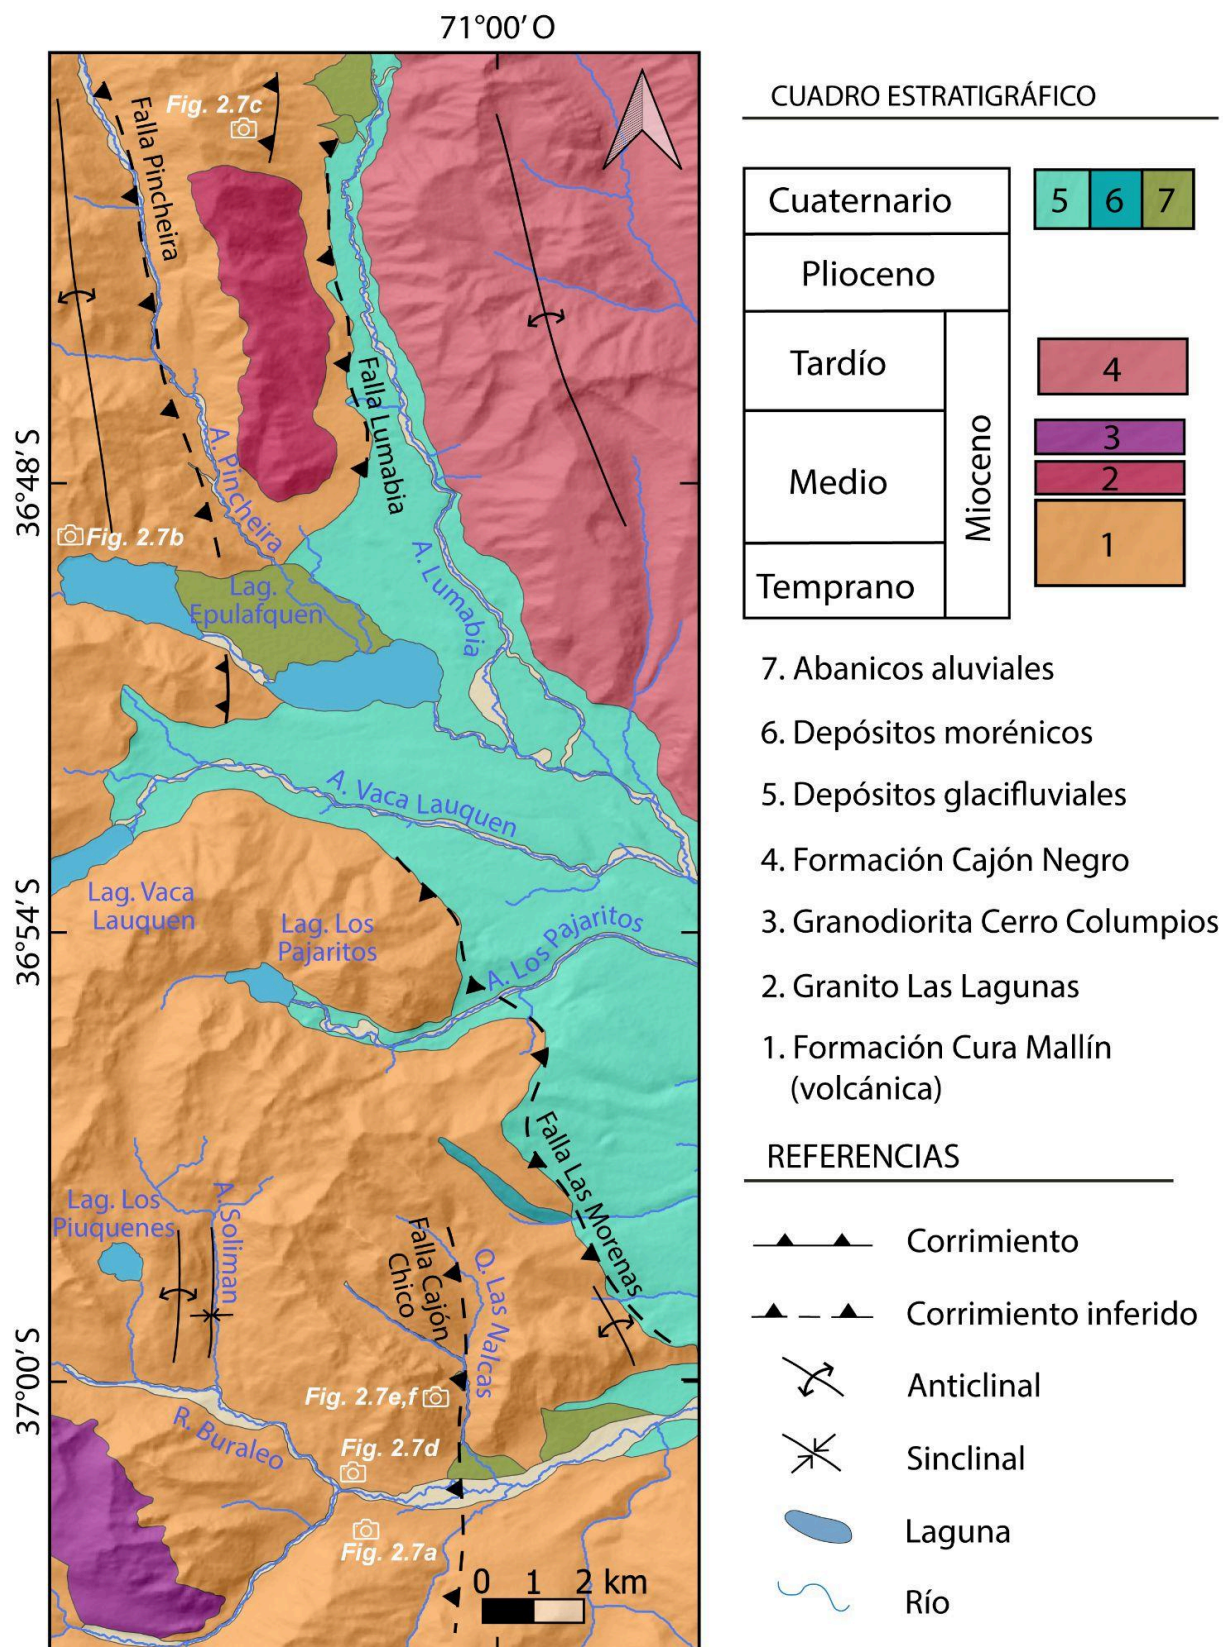 71°00’ O
Fig. 2.7c
Falla Pincheira
Falla Lumabia
A. Pincheira
36°48’ S
Fig. 2.7b
A. Lumabia
Lag.
Epulafquen
A. Vaca Lauquen
36°54’ S
Lag. Vaca
Lauquen
Lag. Los
Pajaritos
A. Los Pajaritos
Falla Las Morenas
Lag. Los
Piuquenes
A. Soliman
Falla Cajón
Chico
Q. Las Nalcas
37°00’ S
Fig. 2.7e,f
R. Buraleo
Fig. 2.7d
Fig. 2.7a
0 1 2 km
CUADRO ESTRATIGRÁFICO
Cuaternario
5 6 7
Plioceno
Tardío
4
Medio
3
2
1
Mioceno
Temprano
7. Abanicos aluviales
6. Depósitos morénicos
5. Depósitos glacifluviales
4. Formación Cajón Negro
3. Granodiorita Cerro Columpios
2. Granito Las Lagunas
1. Formación Cura Mallín
(volcánica)
REFERENCIAS
Corrimiento
Corrimiento inferido
Anticlinal
Sinclinal
Laguna
Río